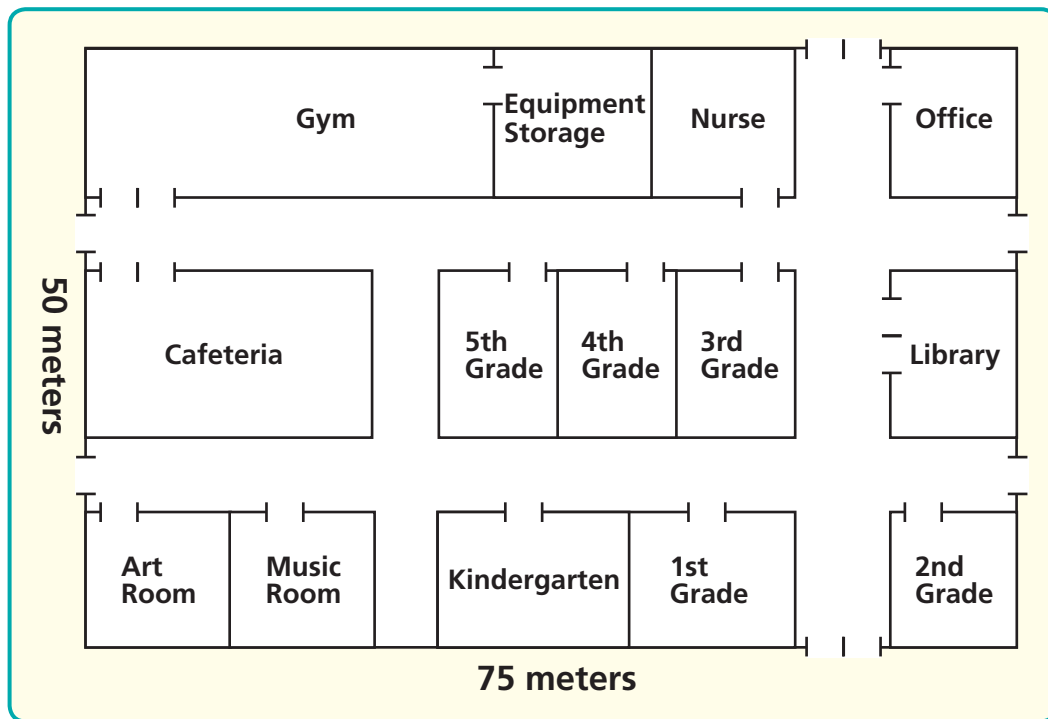 Gym
Equipment
Storage
Nurse
Office
50 meters
Cafeteria
5th
Grade
4th
Grade
3rd
Grade
Library
Art
Room
Music
Room
Kindergarten
1st
Grade
2nd
Grade
75 meters